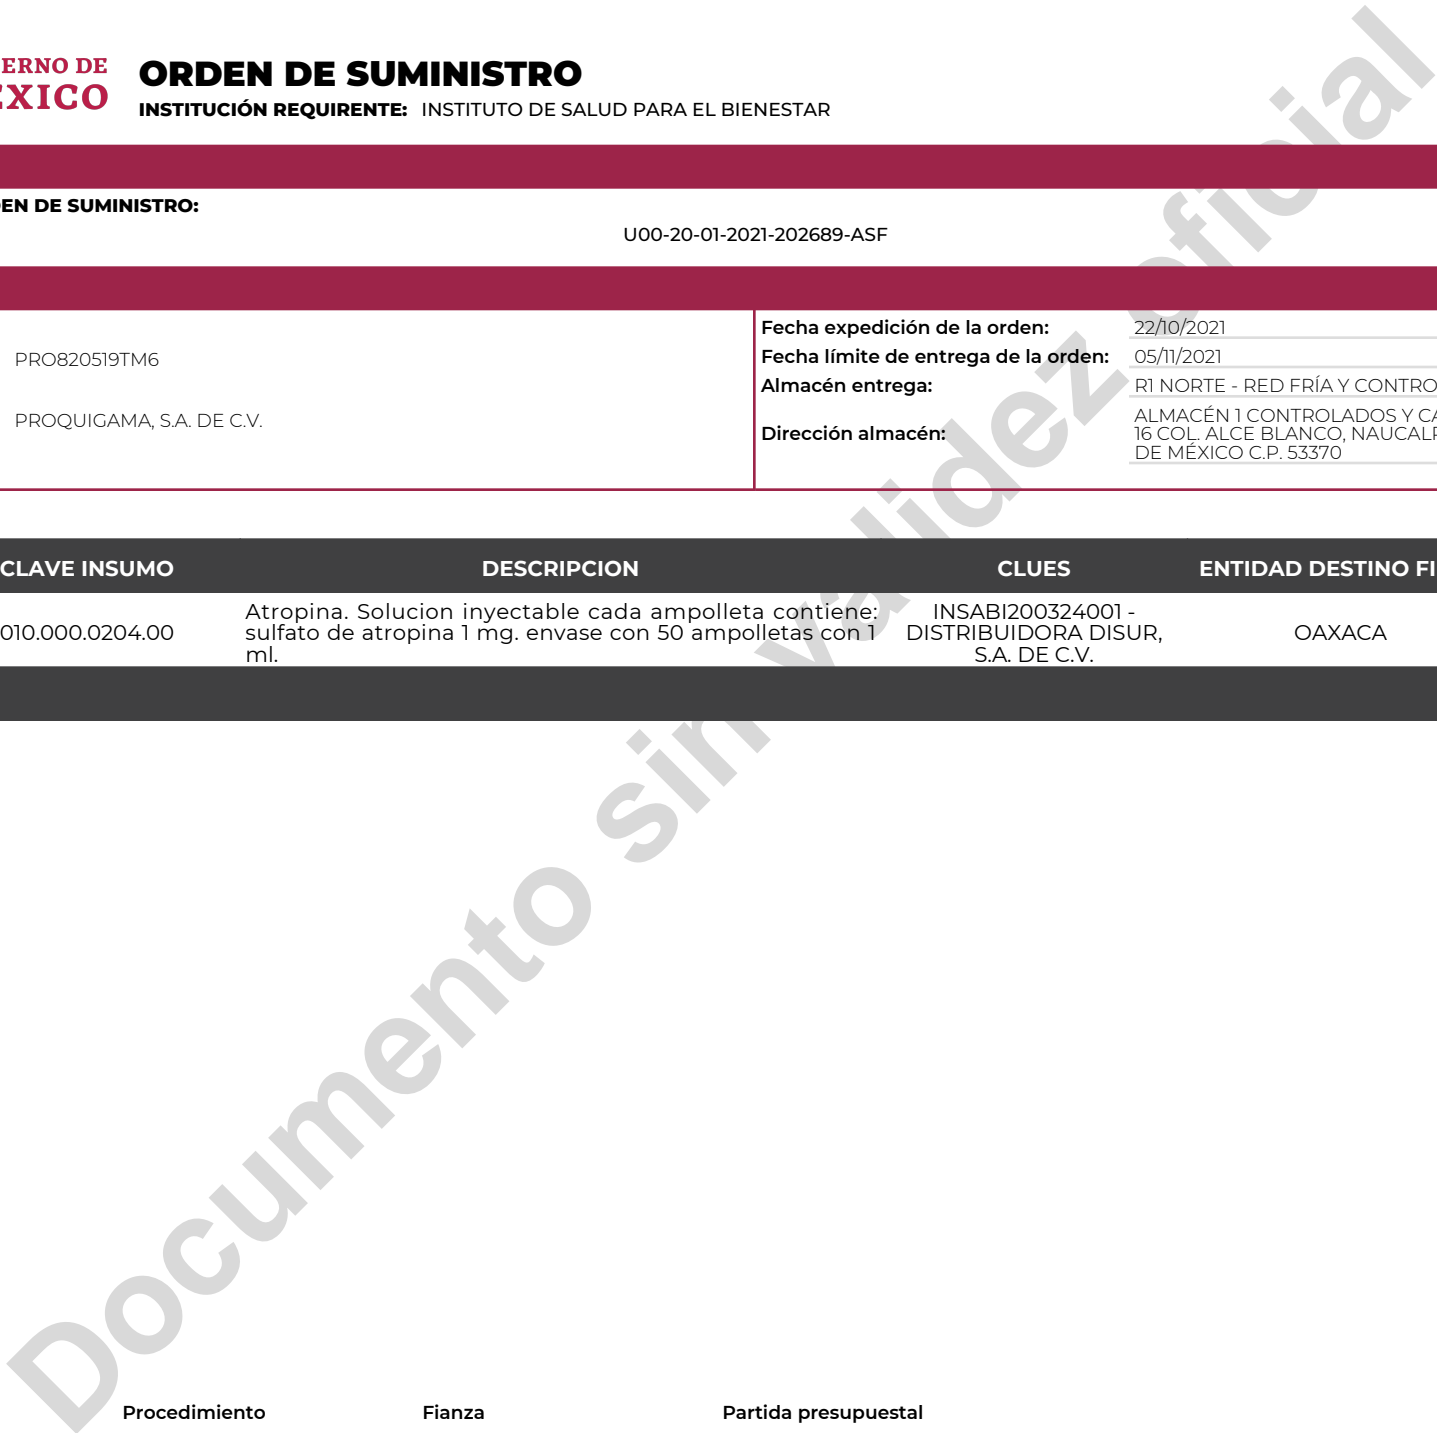 ERNO DE
EXICO
ORDEN DE SUMINISTRO
INSTITUCIÓN REQUIRENTE: INSTITUTO DE SALUD PARA EL BIENESTAR
EN DE SUMINISTRO:
U00-20-01-2021-202689-ASF
PRO820519TM6
PROQUIGAMA, S.A. DE C.V.
Fecha expedición de la orden: 22/10/2021
Fecha límite de entrega de la orden: 05/11/2021
Almacén entrega: R1 NORTE - RED FRÍA Y CONTRO
Dirección almacén:
ALMACÉN 1 CONTROLADOS Y CA
16 COL. ALCE BLANCO, NAUCALP
DE MÉXICO C.P. 53370
CLAVE INSUMO DESCRIPCION CLUES ENTIDAD DESTINO FI
010.000.0204.00
Atropina. Solucion inyectable cada ampolleta contiene:
sulfato de atropina 1 mg. envase con 50 ampolletas con 1
ml.
INSABI200324001 -
DISTRIBUIDORA DISUR,
S.A. DE C.V.
OAXACA
Documento sin validez oficial
Procedimiento Fianza Partida presupuestal